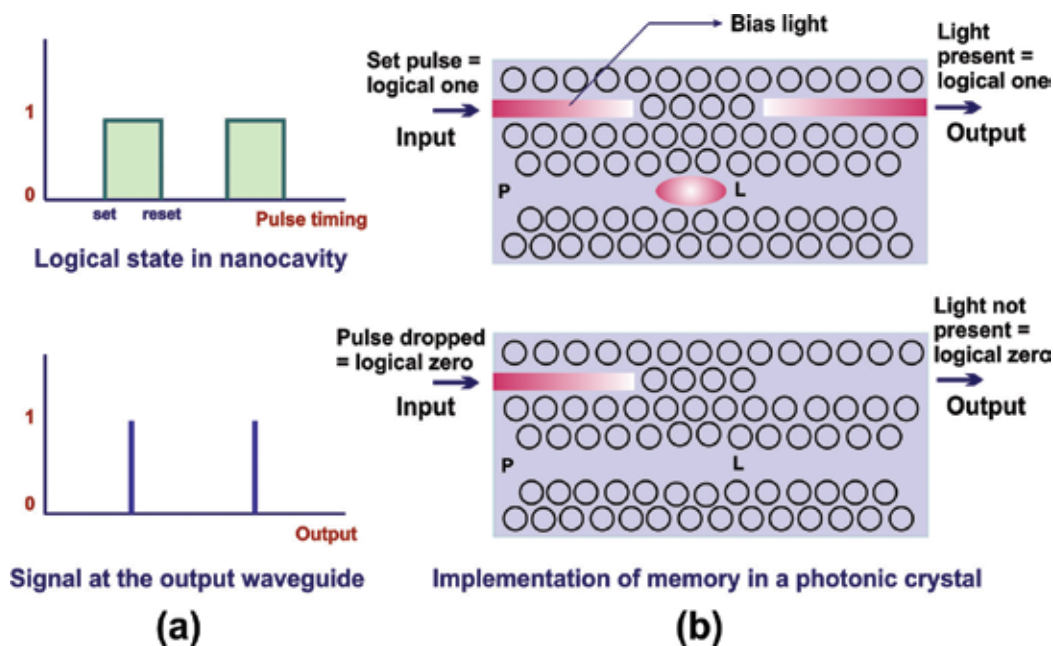 1
0
set
reset
Pulse timing
Logical state in nanocavity
1
0
Output
Signal at the output waveguide
(a)
Bias light
Set pulse =
logical one
Input
Light
present =
logical one
Output
P
L
Pulse dropped
= logical zero
Input
Light not
present =
logical zero
Output
P
L
Implementation of memory in a photonic crystal
(b)